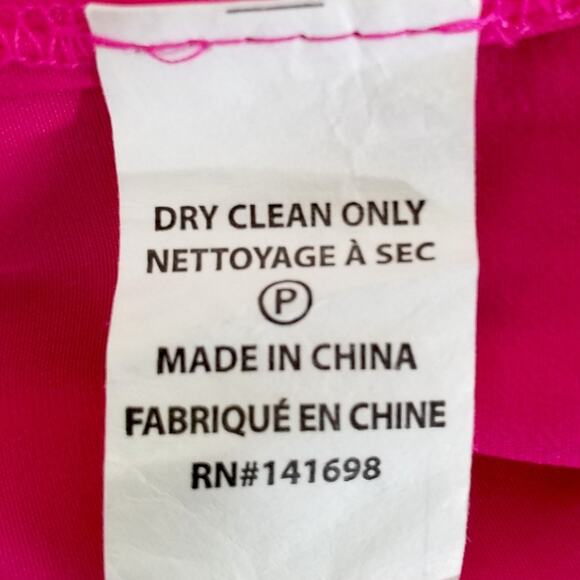 DRY CLEAN ONLY
NETTOYAGE À SEC
P
MADE IN CHINA
FABRIQUÉ EN CHINE
RN#141698